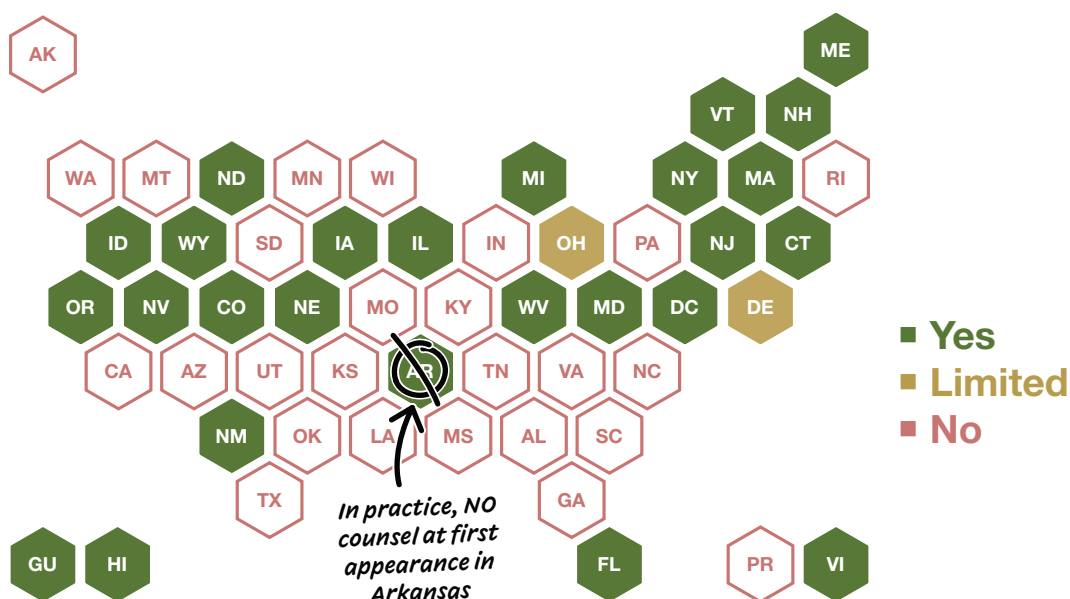 AK
ME
VT NH
WA MT ND MN WI MI NY MA RI
ID WY SD IA IL IN OH PA NJ CT
OR NV CO NE MO KY WV MD DC DE
CA AZ UT KS AR TN VA NC
NM OK LA MS AL SC
TX GA
GU HI FL PR VI
Yes
Limited
No
In practice, NO
counsel at first
appearance in
Arkansas